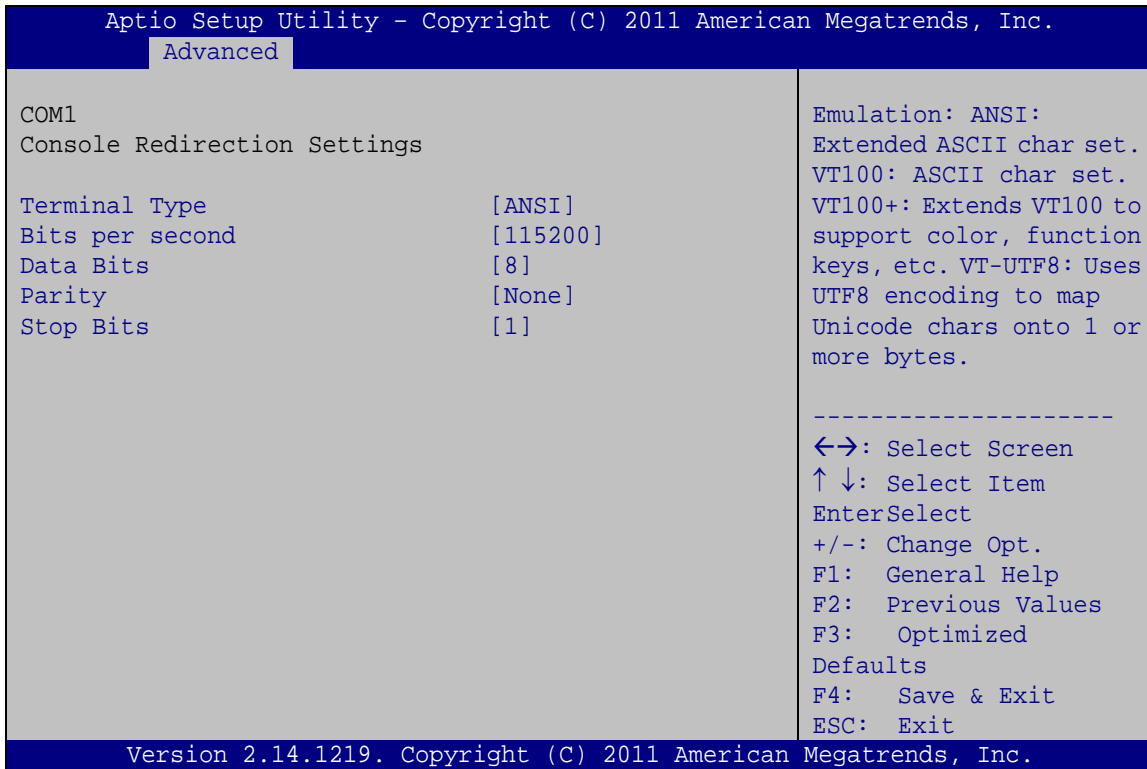 Aptio Setup Utility – Copyright (C) 2011 American Megatrends, Inc.
Advanced
COM1
Console Redirection Settings
Terminal Type [ANSI]
Bits per second [115200]
Data Bits [8]
Parity [None]
Stop Bits [1]
Emulation: ANSI:
Extended ASCII char set.
VT100: ASCII char set.
VT100+: Extends VT100 to
support color, function
keys, etc. VT-UTF8: Uses
UTF8 encoding to map
Unicode chars onto 1 or
more bytes.
---------------------
←→: Select Screen
↑ ↓: Select Item
EnterSelect
+/-: Change Opt.
F1: General Help
F2: Previous Values
F3: Optimized
Defaults
F4: Save & Exit
ESC: Exit
Version 2.14.1219. Copyright (C) 2011 American Megatrends, Inc.